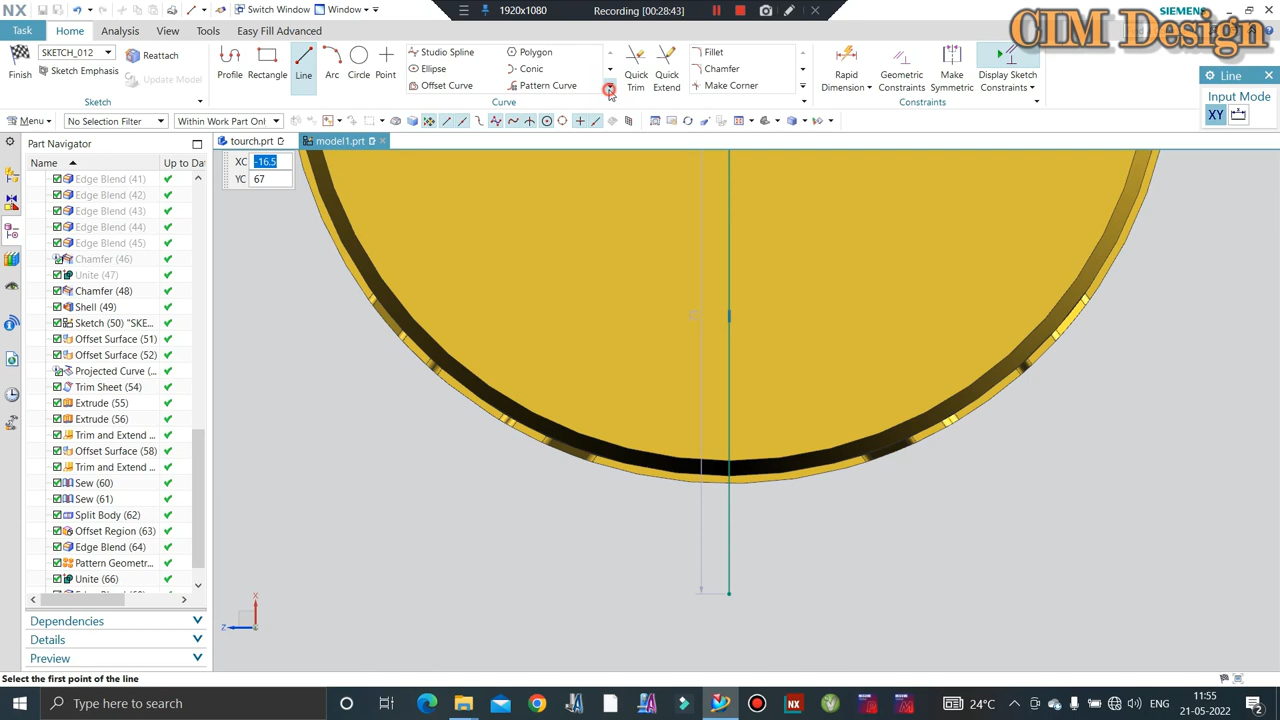 NX Switch Window Window 1920x1080 Recording [00:28:43] SIEMENS
CIM Design
Task Home Analysis View Tools Easy Fill Advanced
SKETCH_012 Reattach
Finish Sketch Emphasis Update Model
Profile Rectangle Line Arc Circle Point
Studio Spline Polygon
Ellipse Conic
Offset Curve Pattern Curve
Quick Trim Quick Extend
Fillet
Chamfer
Make Corner
Rapid Dimension Geometric Constraints Make Symmetric Display Sketch Constraints
Sketch Curve Constraints
Line
Input Mode
XY
Menu No Selection Filter Within Work Part Only
Part Navigator tourch.prt model1.prt
Name Up to Da
XC -16.5
YC 67
Edge Blend (41)
Edge Blend (42)
Edge Blend (43)
Edge Blend (44)
Edge Blend (45)
Chamfer (46)
Unite (47)
Chamfer (48)
Shell (49)
Sketch (50) "SKE...
Offset Surface (51)
Offset Surface (52)
Projected Curve (...
Trim Sheet (54)
Extrude (55)
Extrude (56)
Trim and Extend ...
Offset Surface (58)
Trim and Extend ...
Sew (60)
Sew (61)
Split Body (62)
Offset Region (63)
Edge Blend (64)
Pattern Geometr...
Unite (66)
Dependencies
Details
Preview
X
Z
Select the first point of the line
Type here to search
24°C ENG 11:55
21-05-2022